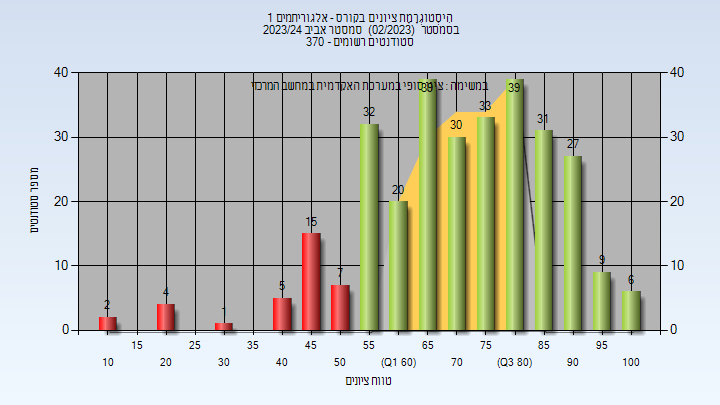 היסטוגרמת ציונים בקורס - אלגוריתמים 1
בסמסטר (02/2023) סמסטר אביב 2023/24
סטודנטים רשומים - 370
במשימה : ציון סופי במערכת האקדמית במחשב המרכזי
מספר סטודנטים
40 30 20 10 0
40 30 20 10 0
2 4 1 5 15 7 32 20 39 30 33 39 31 27 9 6
15 25 35 45 55 65 75 85 95
10 20 30 40 50 (Q1 60) 70 (Q3 80) 90 100
טווח ציונים